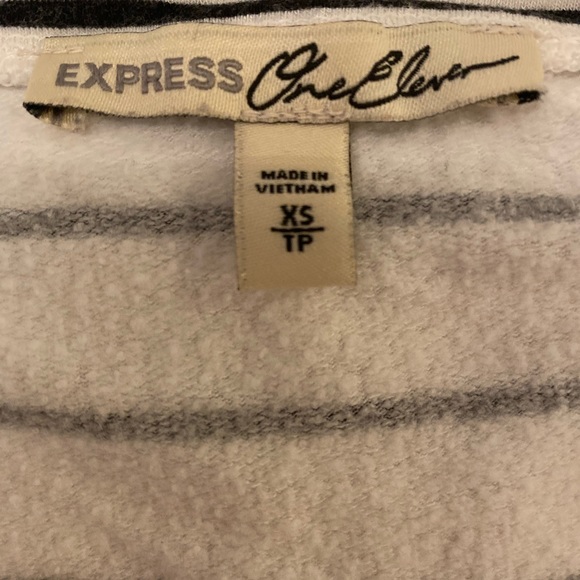 EXPRESS One Eleven
MADE IN
VIETNAM
XS
TP